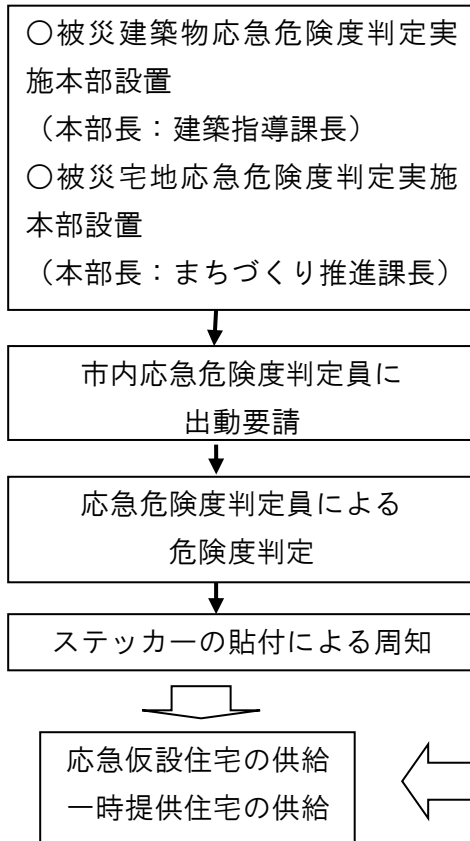 〇被災建築物応急危険度判定実
施本部設置
（本部長：建築指導課長）
〇被災宅地応急危険度判定実施
本部設置
（本部長：まちづくり推進課長）
市内応急危険度判定員に
出動要請
応急危険度判定員による
危険度判定
ステッカーの貼付による周知
応急仮設住宅の供給
一時提供住宅の供給